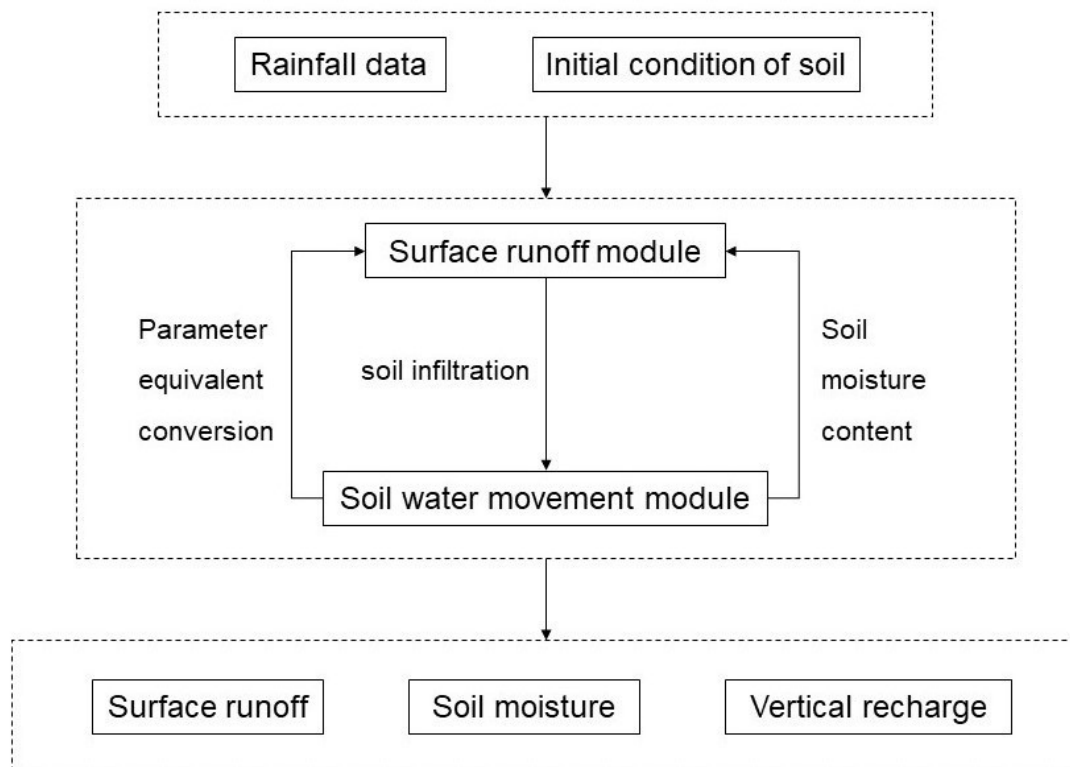 Rainfall data
Initial condition of soil
Surface runoff module
Parameter
equivalent
conversion
soil infiltration
Soil
moisture
content
Soil water movement module
Surface runoff
Soil moisture
Vertical recharge